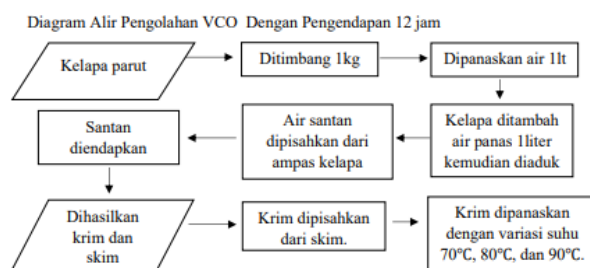 Diagram Alir Pengolahan VCO Dengan Pengendapan 12 jam
Kelapa parut
Ditimbang 1kg
Dipanaskan air 1lt
Kelapa ditambah
air panas 1liter
kemudian diaduk
Air santan
dipisahkan dari
ampas kelapa
Santan
diendapkan
Dihasilkan
krim dan
skim
Krim dipisahkan
dari skim.
Krim dipanaskan
dengan variasi suhu
70℃, 80℃, dan 90℃.